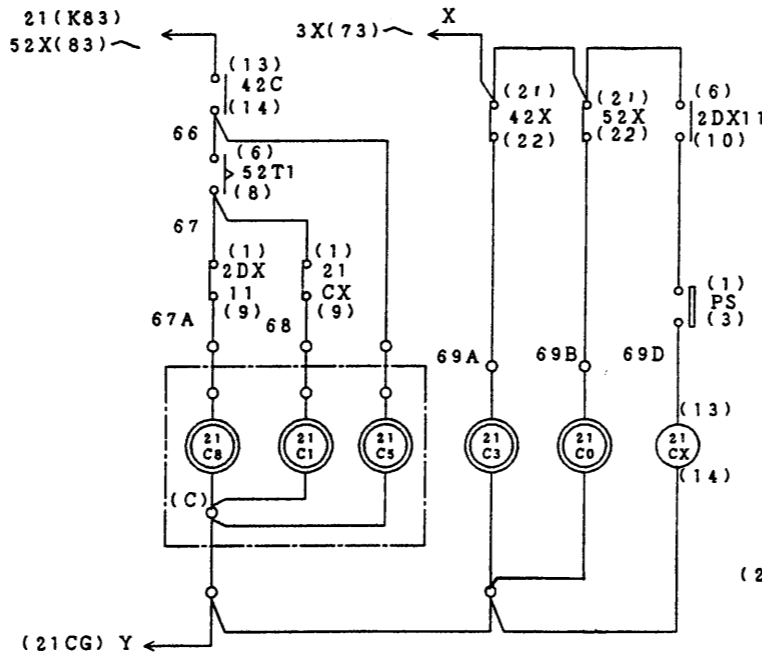 21(K83)
52X(83)
3X(73)
X
(13)
42C
(14)
66
(6)
52T1
(8)
67
(1)
2DX
11
(9)
67A
(1)
21
CX
(9)
68
(21)
42X
(22)
(21)
52X
(22)
(6)
2DX11
(10)
(1)
PS
(3)
69A
69B
69D
21
C8
21
C1
21
C5
21
C3
21
C0
(13)
21
CX
(14)
(C)
(2
(21CG) Y